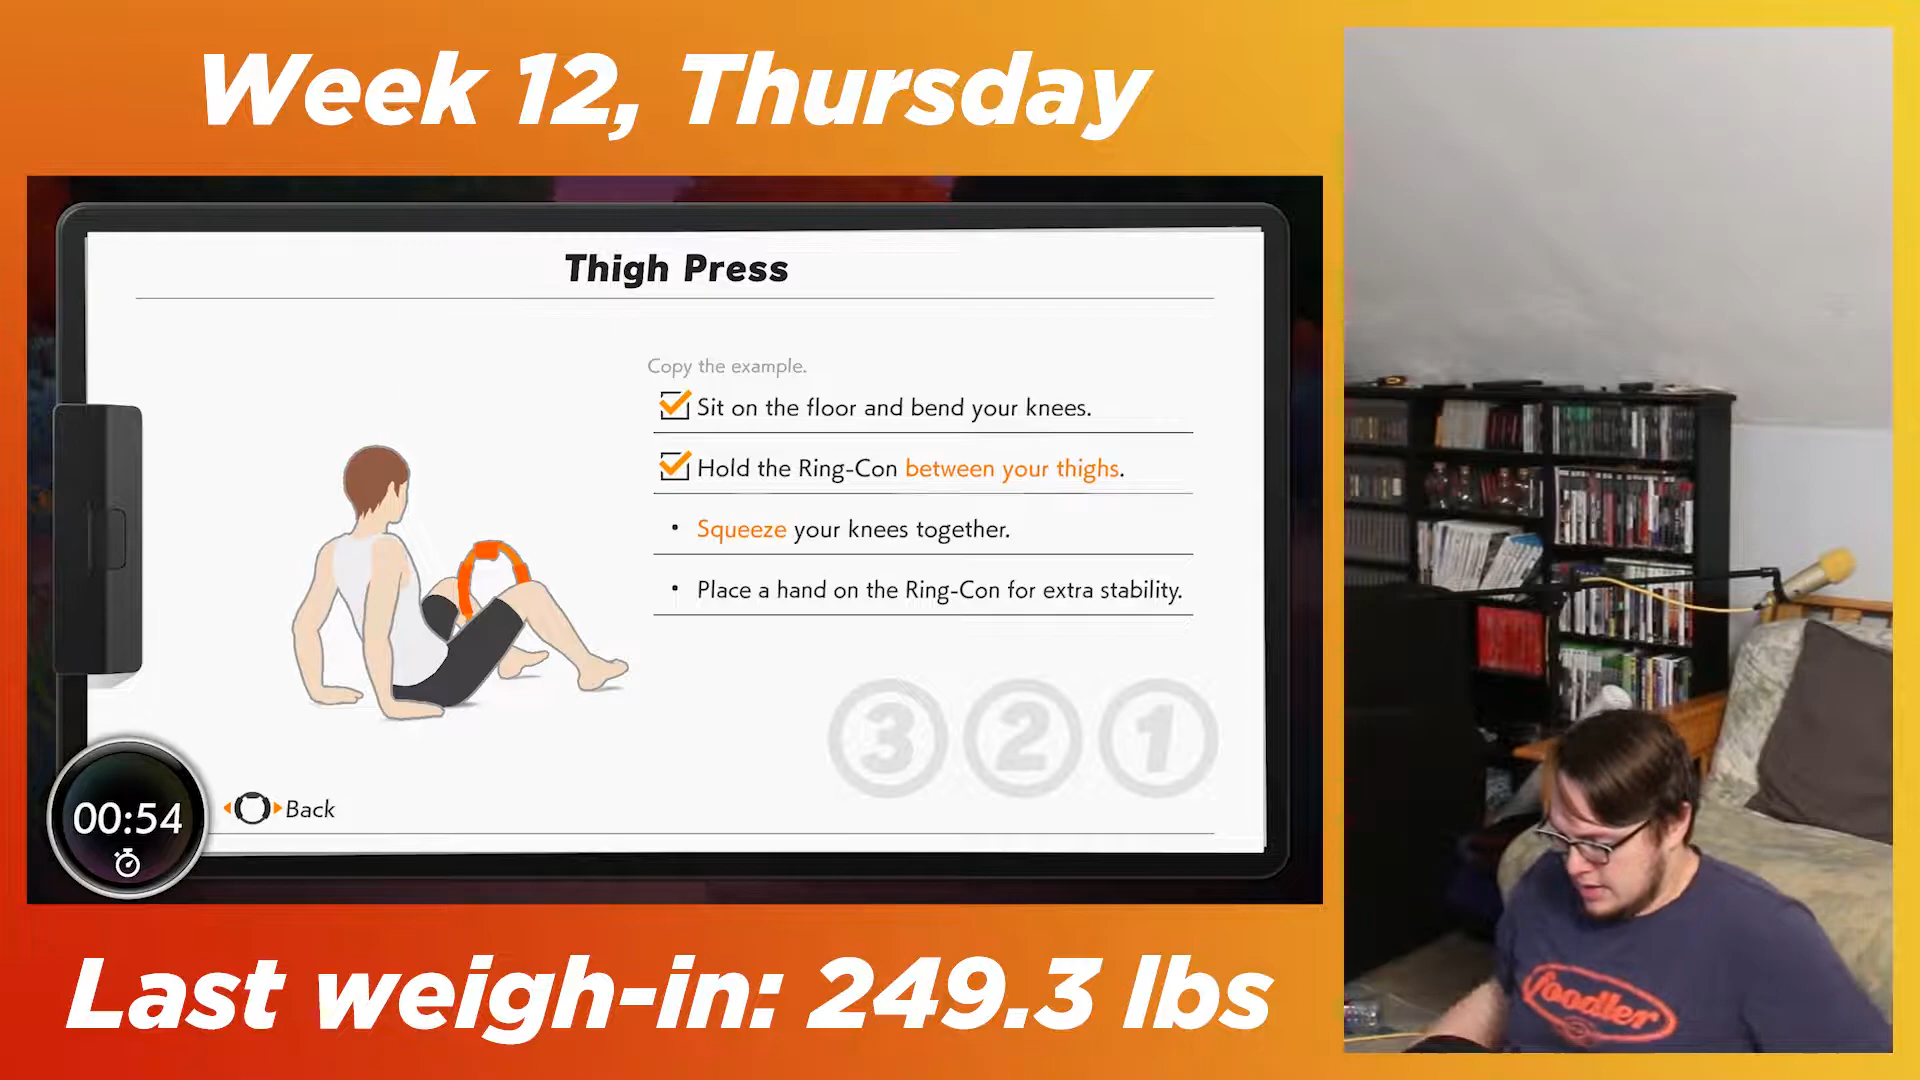 Week 12, Thursday
Thigh Press
Copy the example.
Sit on the floor and bend your knees.
Hold the Ring-Con between your thighs.
• Squeeze your knees together.
• Place a hand on the Ring-Con for extra stability.
3 2 1
00:54
Back
Last weigh-in: 249.3 lbs
foodler